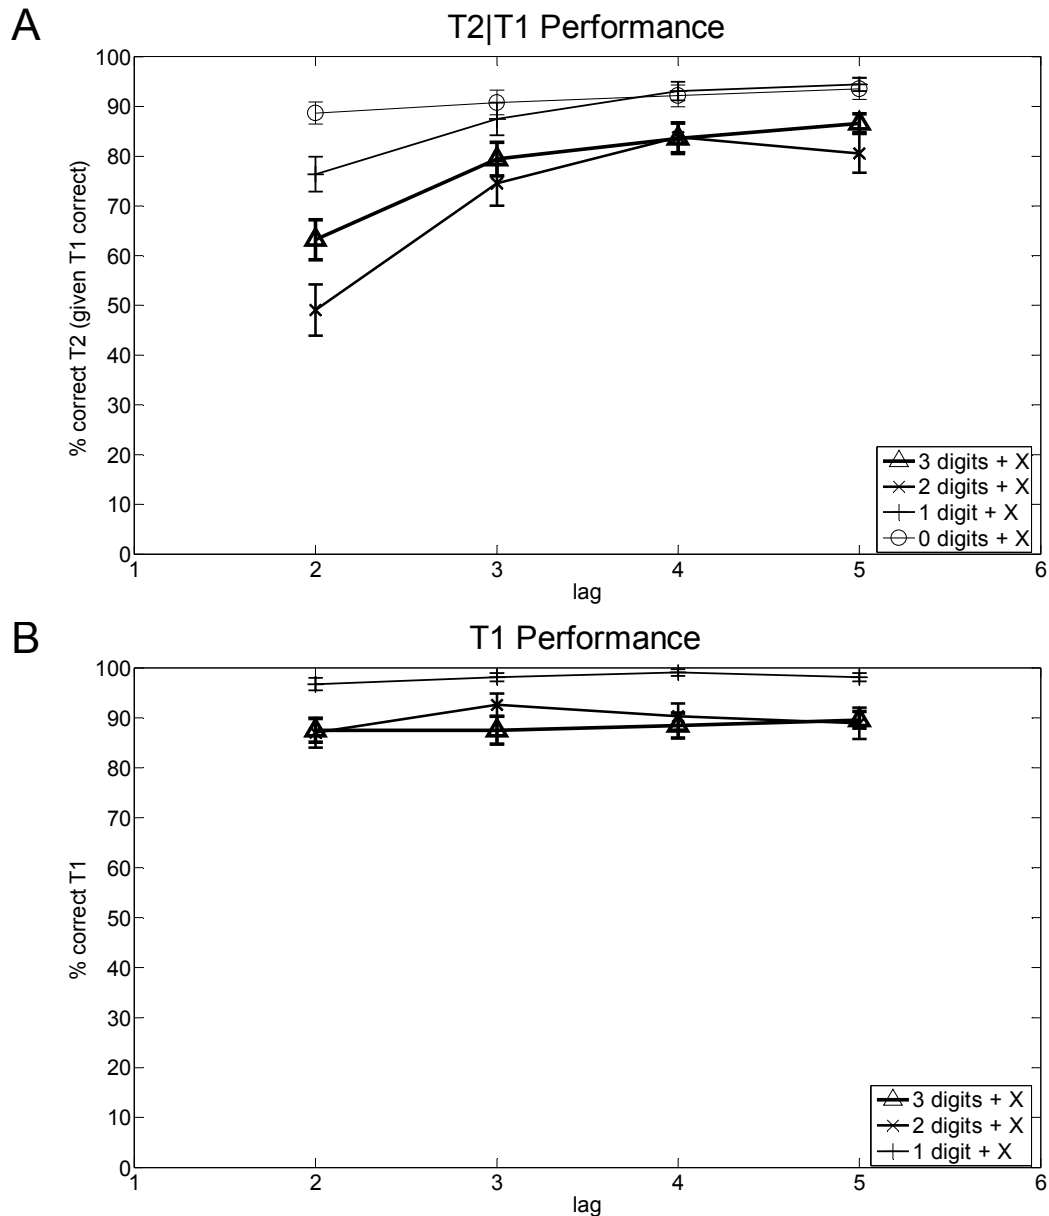 A
T2|T1 Performance
100
90
80
70
60
50
40
30
20
10
0
% correct T2 (given T1 correct)
1 2 3 4 5 6
lag
3 digits + X
2 digits + X
1 digit + X
0 digits + X
B
T1 Performance
100
90
80
70
60
50
40
30
20
10
0
% correct T1
1 2 3 4 5 6
lag
3 digits + X
2 digits + X
1 digit + X